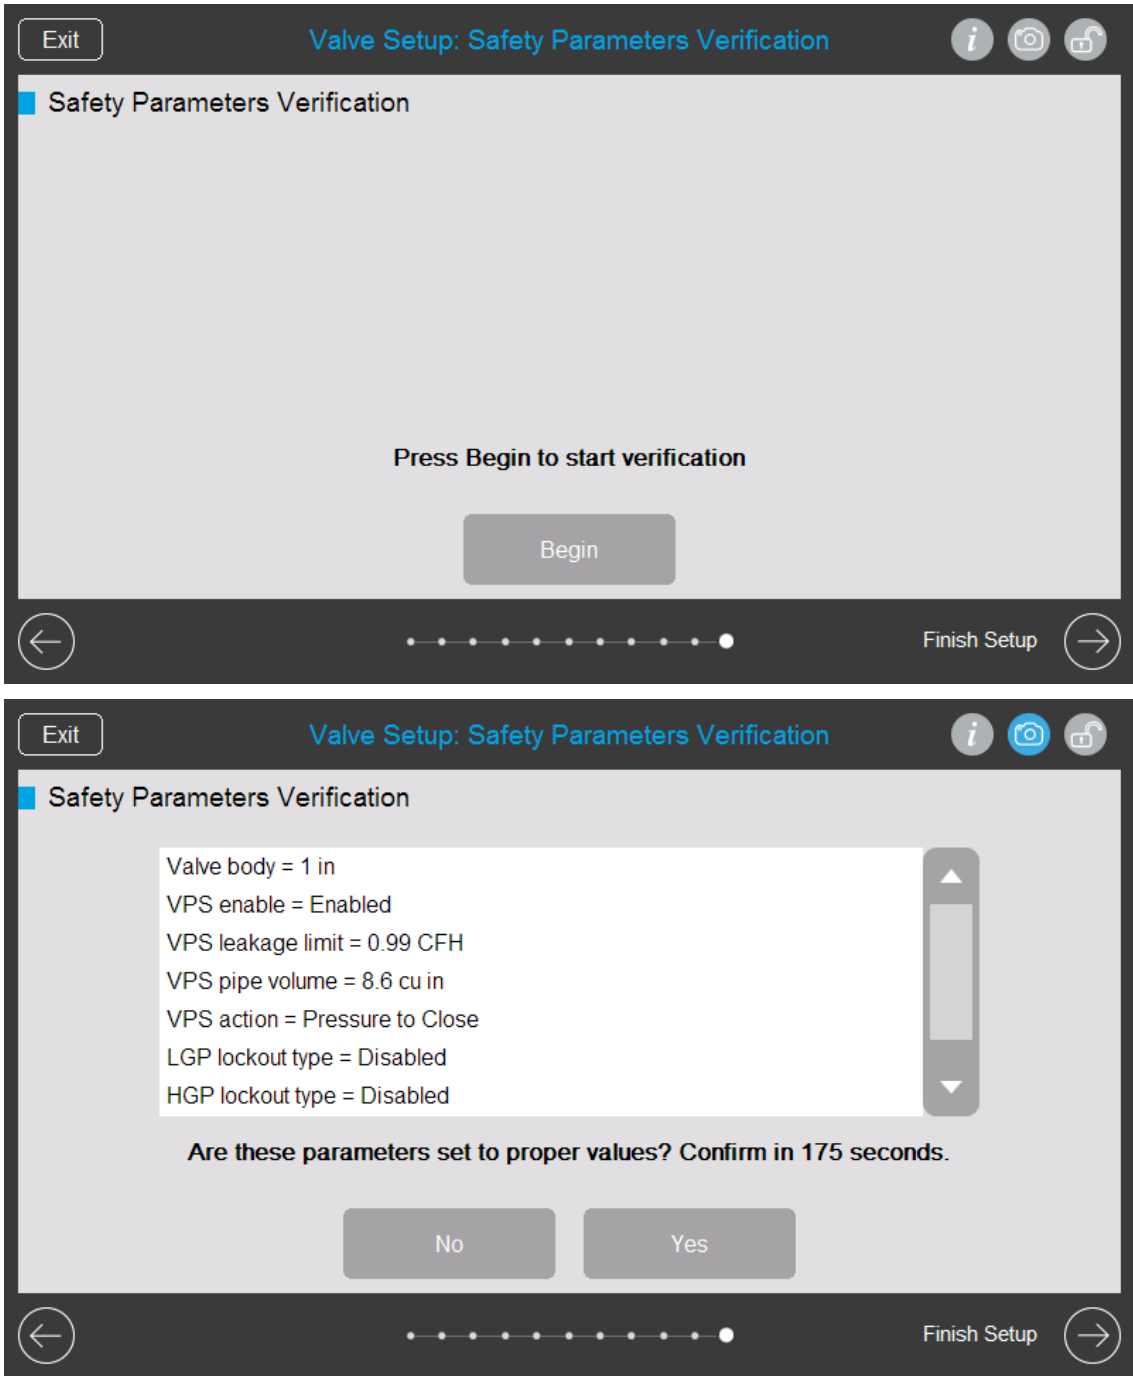 Exit
Valve Setup: Safety Parameters Verification
i
Safety Parameters Verification
Press Begin to start verification
Begin
Finish Setup
Exit
Valve Setup: Safety Parameters Verification
i
Safety Parameters Verification
Valve body = 1 in
VPS enable = Enabled
VPS leakage limit = 0.99 CFH
VPS pipe volume = 8.6 cu in
VPS action = Pressure to Close
LGP lockout type = Disabled
HGP lockout type = Disabled
Are these parameters set to proper values? Confirm in 175 seconds.
No
Yes
Finish Setup